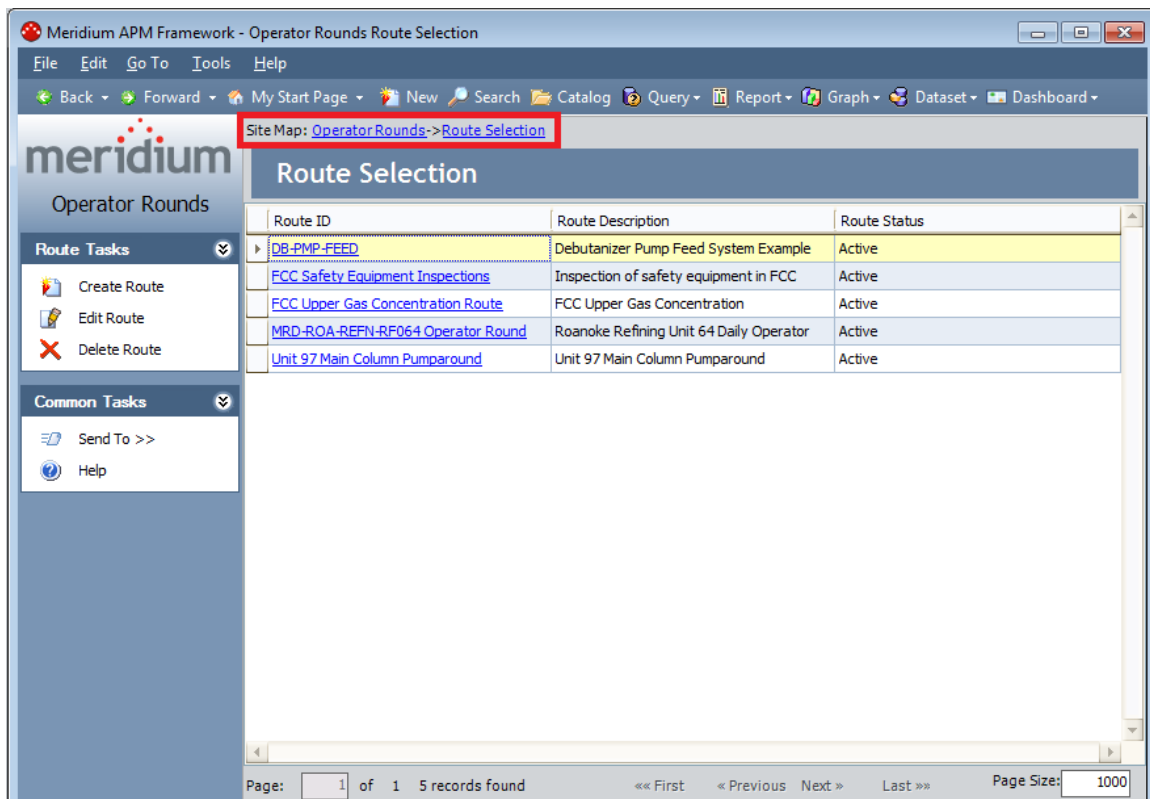 Meridium APM Framework - Operator Rounds Route Selection
File Edit Go To Tools Help
Back Forward My Start Page New Search Catalog Query Report Graph Dataset Dashboard
Site Map: Operator Rounds->Route Selection
meridium
Operator Rounds
Route Selection
Route Tasks
Create Route
Edit Route
Delete Route
Common Tasks
Send To >>
Help
Route ID Route Description Route Status
DB-PMP-FEED Debutanizer Pump Feed System Example Active
FCC Safety Equipment Inspections Inspection of safety equipment in FCC Active
FCC Upper Gas Concentration Route FCC Upper Gas Concentration Active
MRD-ROA-REFN-RF064 Operator Round Roanoke Refining Unit 64 Daily Operator Active
Unit 97 Main Column Pumparound Unit 97 Main Column Pumparound Active
Page: 1 of 1 5 records found «« First « Previous Next » Last »» Page Size: 1000